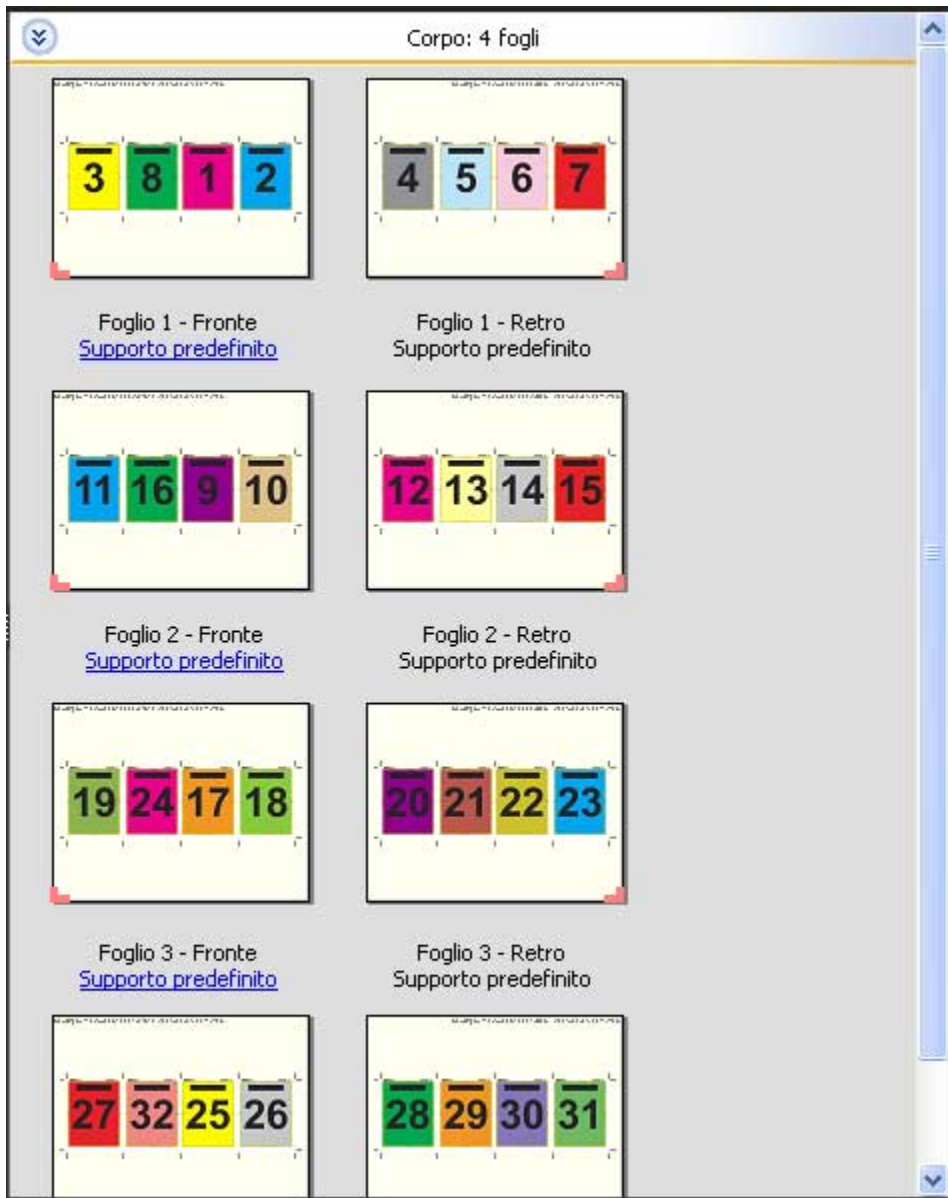 Corpo: 4 fogli
3 8 1 2
4 5 6 7
Foglio 1 - Fronte
Supporto predefinito
Foglio 1 - Retro
Supporto predefinito
11 16 9 10
12 13 14 15
Foglio 2 - Fronte
Supporto predefinito
Foglio 2 - Retro
Supporto predefinito
19 24 17 18
20 21 22 23
Foglio 3 - Fronte
Supporto predefinito
Foglio 3 - Retro
Supporto predefinito
27 32 25 26
28 29 30 31